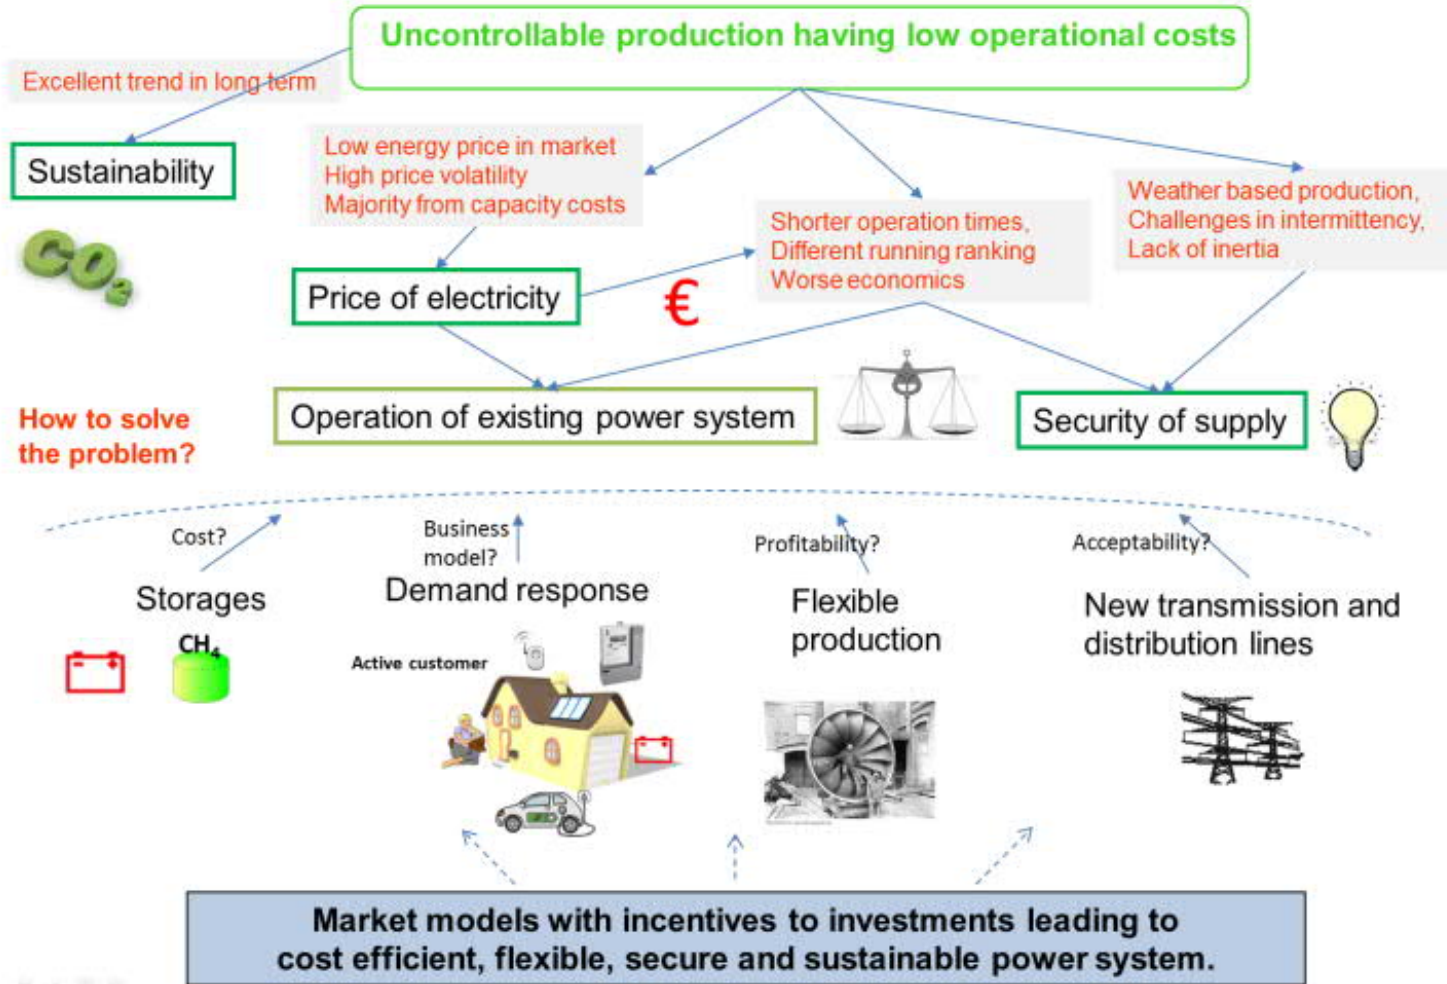 Uncontrollable production having low operational costs
Excellent trend in long term
Sustainability
CO2
Low energy price in market
High price volatility
Majority from capacity costs
Shorter operation times,
Different running ranking
Worse economics
Weather based production,
Challenges in intermittency,
Lack of inertia
Price of electricity
€
Operation of existing power system
Security of supply
How to solve
the problem?
Cost?
Business
model?
Profitability?
Acceptability?
Storages
Demand response
Flexible
production
New transmission and
distribution lines
CH4
Active customer
Market models with incentives to investments leading to
cost efficient, flexible, secure and sustainable power system.